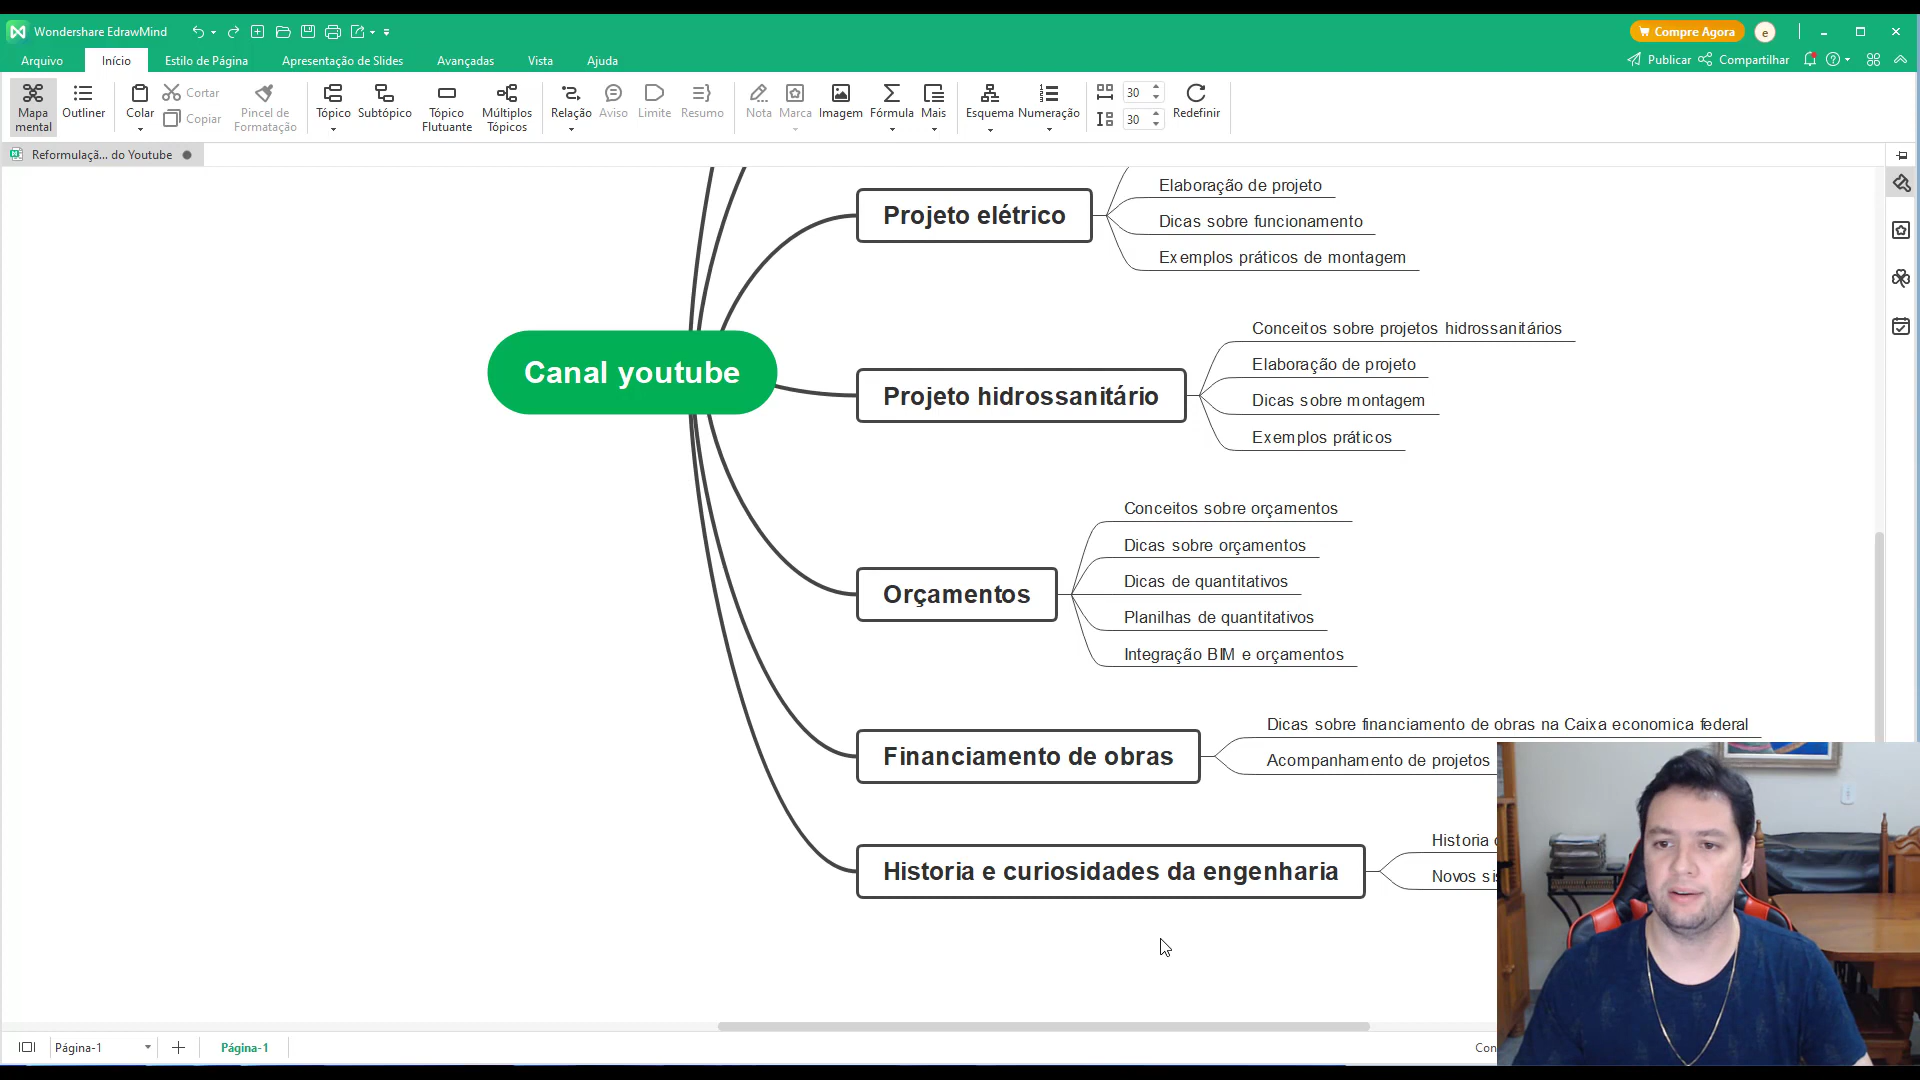 Wondershare EdrawMind
Compre Agora
e
Arquivo
Início
Estilo de Página
Apresentação de Slides
Avançadas
Vista
Ajuda
Publicar
Compartilhar
Mapa mental
Outliner
Colar
Cortar
Copiar
Pincel de Formatação
Tópico
Subtópico
Tópico Flutuante
Múltiplos Tópicos
Relação
Aviso
Limite
Resumo
Nota
Marca
Imagem
Fórmula
Mais
Esquema
Numeração
30
30
Redefinir
Reformulaçã... do Youtube
Canal youtube
Projeto elétrico
Elaboração de projeto
Dicas sobre funcionamento
Exemplos práticos de montagem
Projeto hidrossanitário
Conceitos sobre projetos hidrossanitários
Elaboração de projeto
Dicas sobre montagem
Exemplos práticos
Orçamentos
Conceitos sobre orçamentos
Dicas sobre orçamentos
Dicas de quantitativos
Planilhas de quantitativos
Integração BIM e orçamentos
Financiamento de obras
Dicas sobre financiamento de obras na Caixa economica federal
Acompanhamento de projetos
Historia e curiosidades da engenharia
Historia
Novos
Página-1
Página-1